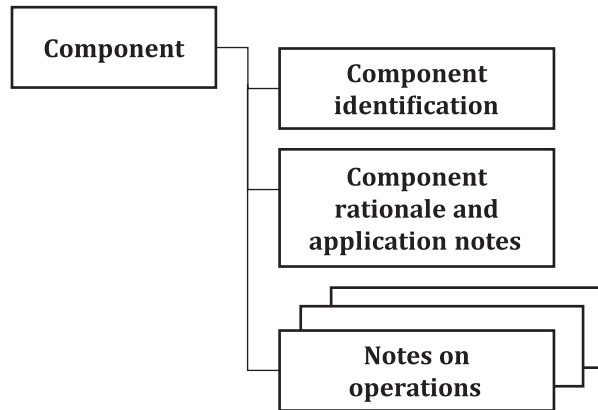 Component
Component
identification
Component
rationale and
application notes
Notes on
operations